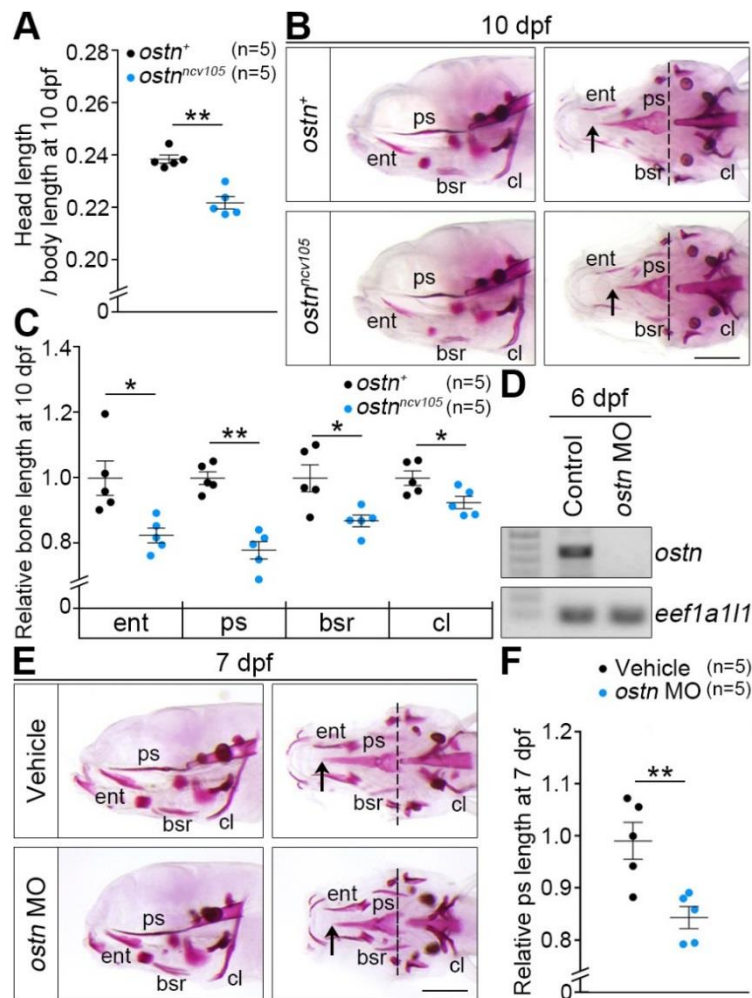 A
Head length
/ body length at 10 dpf
0.28
0.26
0.24
0.22
0.20
0
ostn+ (n=5)
ostnncv105 (n=5)
**
B
10 dpf
ostn+
ps
ent
bsr
cl
ent
ps
bsr
cl
ostnncv105
ps
ent
bsr
cl
ent
ps
bsr
cl
C
Relative bone length at 10 dpf
1.4
1.2
1.0
0.8
0
ostn+ (n=5)
ostnncv105 (n=5)
*
**
*
*
ent
ps
bsr
cl
D
6 dpf
Control
ostn MO
ostn
eef1a1l1
E
7 dpf
Vehicle
ps
ent
bsr
cl
ent
ps
bsr
cl
ostn MO
ps
ent
bsr
cl
ent
ps
bsr
cl
F
Vehicle (n=5)
ostn MO (n=5)
Relative ps length at 7 dpf
1.2
1.1
1.0
0.9
0.8
0
**